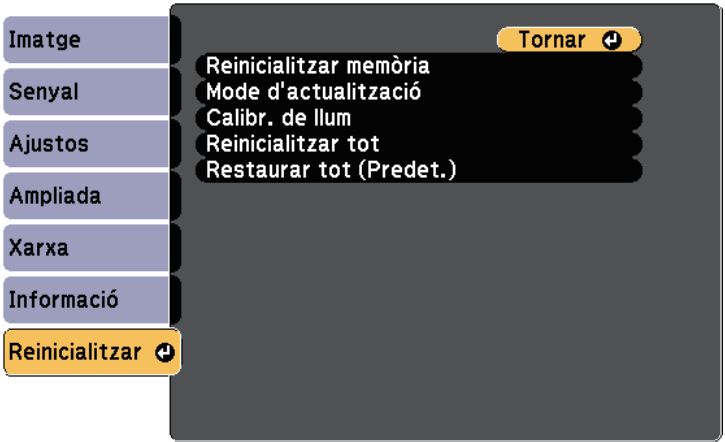 Imatge
Senyal
Ajustos
Ampliada
Xarxa
Informació
Reinicialitzar
Tornar
Reinicialitzar memòria
Mode d'actualització
Calibr. de llum
Reinicialitzar tot
Restaurar tot (Predet.)